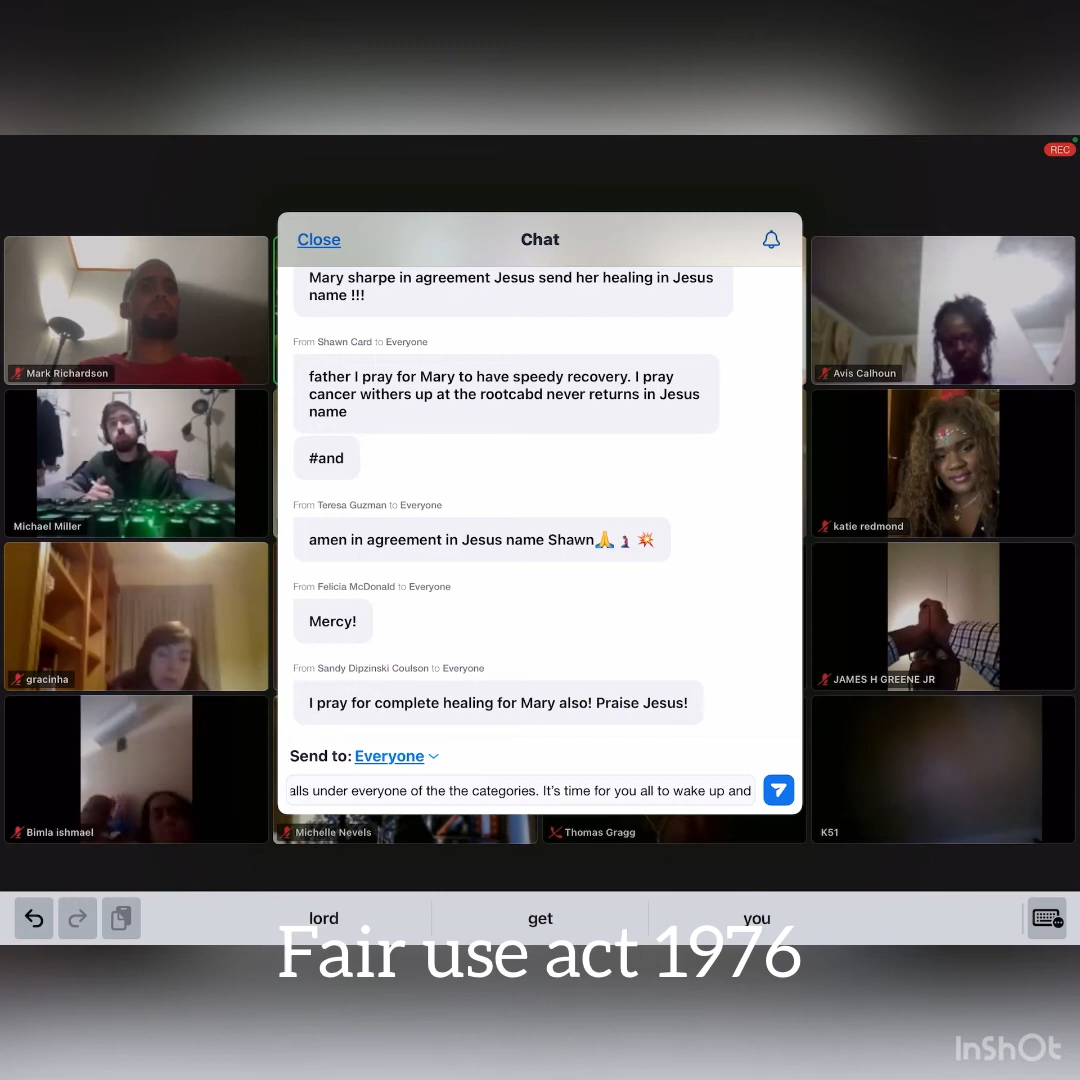 REC
Close
Chat
Mary sharpe in agreement Jesus send her healing in Jesus
name !!!
From Shawn Card to Everyone
father I pray for Mary to have speedy recovery. I pray
cancer withers up at the rootcabd never returns in Jesus
name
#and
From Teresa Guzman to Everyone
amen in agreement in Jesus name Shawn🙏🧎💥
From Felicia McDonald to Everyone
Mercy!
From Sandy Dipzinski Coulson to Everyone
I pray for complete healing for Mary also! Praise Jesus!
Send to: Everyone
alls under everyone of the the categories. It's time for you all to wake up and
Mark Richardson
Avis Calhoun
Michael Miller
katie redmond
gracinha
JAMES H GREENE JR
Bimla ishmael
Michelle Nevels
Thomas Gragg
K51
lord
get
you
Fair use act 1976
InShOt